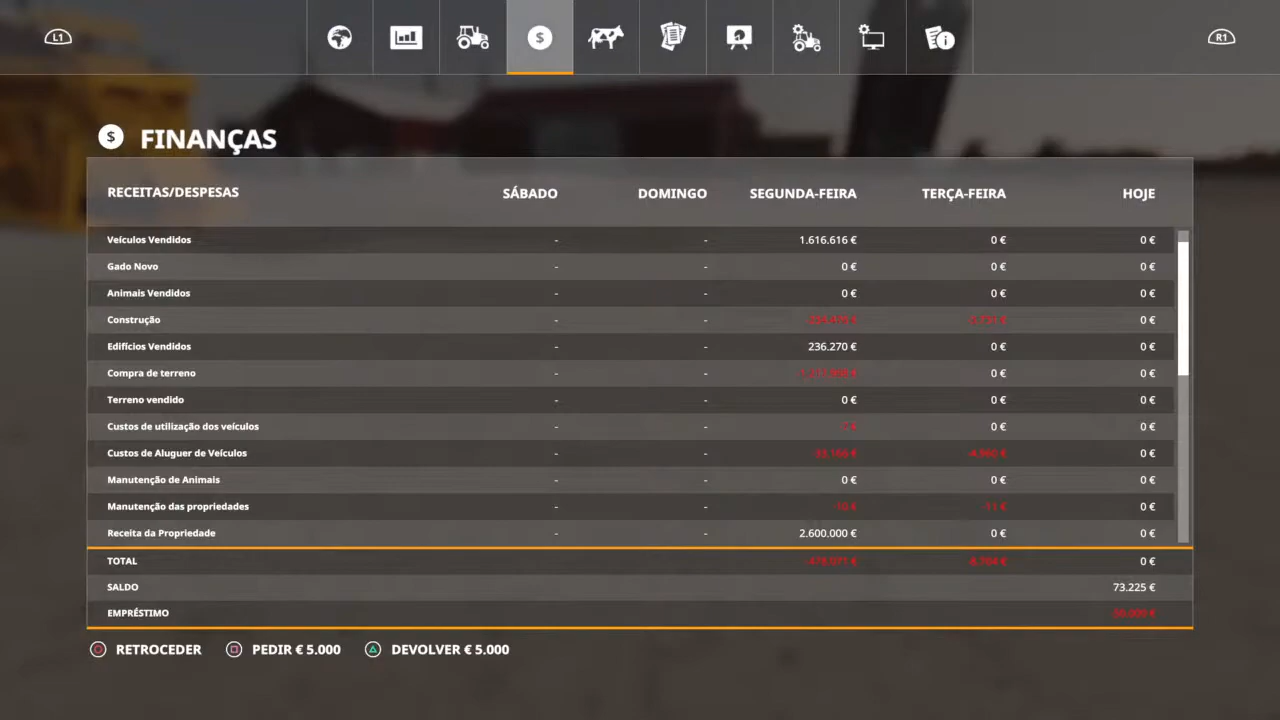 L1
R1
$ FINANÇAS
RECEITAS/DESPESAS SÁBADO DOMINGO SEGUNDA-FEIRA TERÇA-FEIRA HOJE
Veículos Vendidos - - 1.616.616 € 0 € 0 €
Gado Novo - - 0 € 0 € 0 €
Animais Vendidos - - 0 € 0 € 0 €
Construção - - 0 €
Edifícios Vendidos - - 236.270 € 0 € 0 €
Compra de terreno - - 0 € 0 €
Terreno vendido - - 0 € 0 € 0 €
Custos de utilização dos veículos - - 0 € 0 €
Custos de Aluguer de Veículos - - 0 €
Manutenção de Animais - - 0 € 0 € 0 €
Manutenção das propriedades - - -10 € -11 € 0 €
Receita da Propriedade - - 2.600.000 € 0 € 0 €
TOTAL 0 €
SALDO 73.225 €
EMPRÉSTIMO
RETROCEDER PEDIR € 5.000 DEVOLVER € 5.000